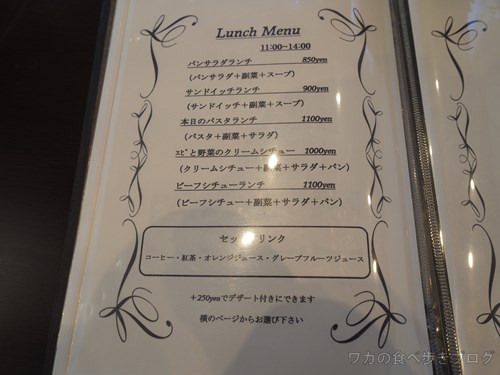 Lunch Menu
11:00~14:00
パンサラダランチ 850yen
(パンサラダ+副菜+スープ)
サンドイッチランチ 900yen
(サンドイッチ+副菜+スープ)
本日のパスタランチ 1100yen
(パスタ+副菜+サラダ)
エビと野菜のクリームシチュー 1000yen
(クリームシチュー+副菜+サラダ+パン)
ビーフシチューランチ 1100yen
(ビーフシチュー+副菜+サラダ+パン)
セットドリンク
コーヒー・紅茶・オレンジジュース・グレープフルーツジュース
+250yenでデザート付きにできます
横のページからお選び下さい
ワカの食べ歩きブログ